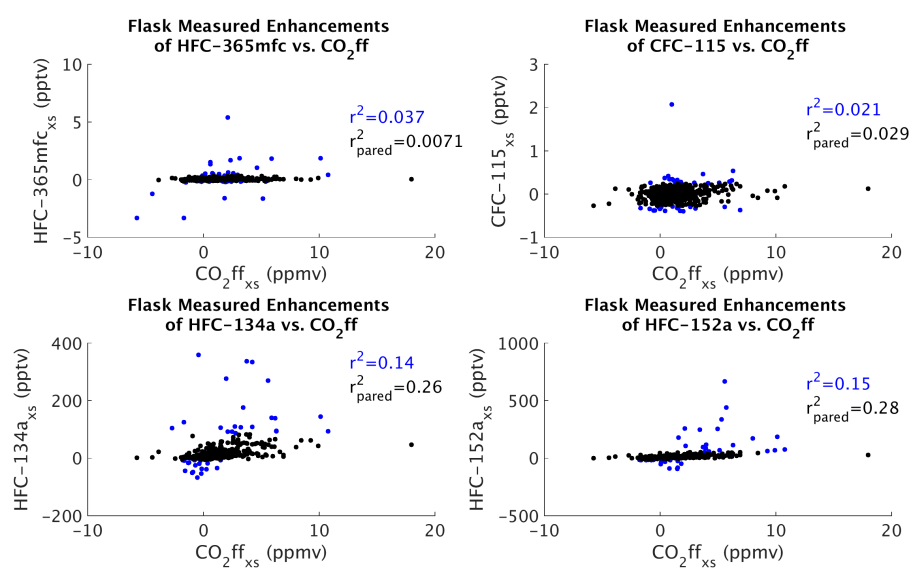 Flask Measured Enhancements
of HFC−365mfc vs. CO₂ff
10
5
0
−5
−10
0
10
20
HFC−365mfcxs (pptv)
CO₂ffxs (ppmv)
r²=0.037
r²pared=0.0071
Flask Measured Enhancements
of CFC−115 vs. CO₂ff
3
2
1
0
−1
−10
0
10
20
CFC−115xs (pptv)
CO₂ffxs (ppmv)
r²=0.021
r²pared=0.029
Flask Measured Enhancements
of HFC−134a vs. CO₂ff
400
200
0
−200
−10
0
10
20
HFC−134axs (pptv)
CO₂ffxs (ppmv)
r²=0.14
r²pared=0.26
Flask Measured Enhancements
of HFC−152a vs. CO₂ff
1000
500
0
−500
−10
0
10
20
HFC−152axs (pptv)
CO₂ffxs (ppmv)
r²=0.15
r²pared=0.28